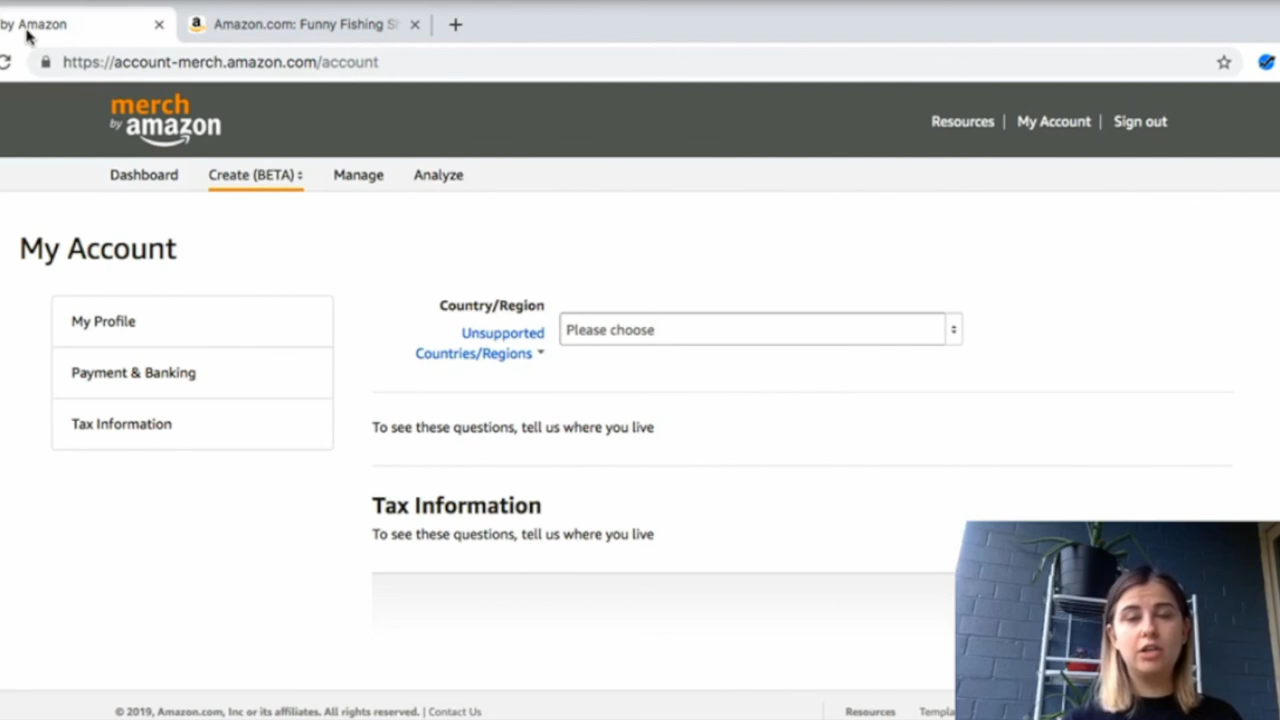 by Amazon
Amazon.com: Funny Fishing S
https://account-merch.amazon.com/account
merch
by amazon
Resources | My Account | Sign out
Dashboard Create (BETA) Manage Analyze
My Account
My Profile
Payment & Banking
Tax Information
Country/Region
Unsupported
Countries/Regions
Please choose
To see these questions, tell us where you live
Tax Information
To see these questions, tell us where you live
© 2019, Amazon.com, Inc or its affiliates. All rights reserved. | Contact Us
Resources Templa